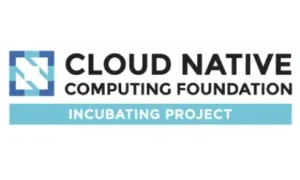 CLOUD NATIVE
COMPUTING FOUNDATION
INCUBATING PROJECT